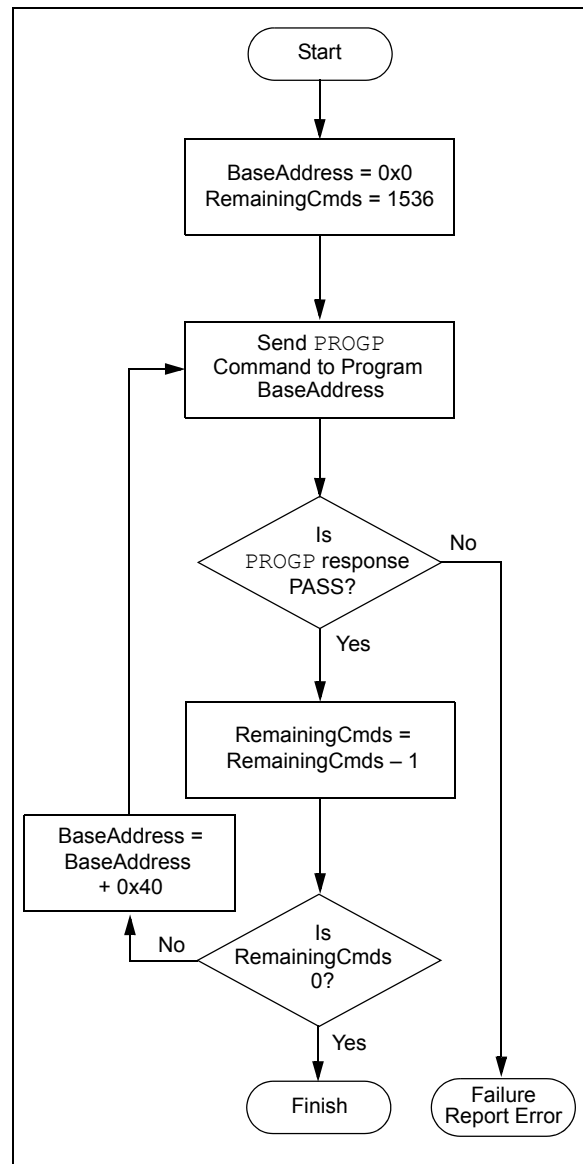 Start
BaseAddress = 0x0
RemainingCmds = 1536
Send PROGP
Command to Program
BaseAddress
Is
PROGP response
PASS?
No
Yes
RemainingCmds =
RemainingCmds – 1
BaseAddress =
BaseAddress
+ 0x40
No
Is
RemainingCmds
0?
Yes
Finish
Failure
Report Error